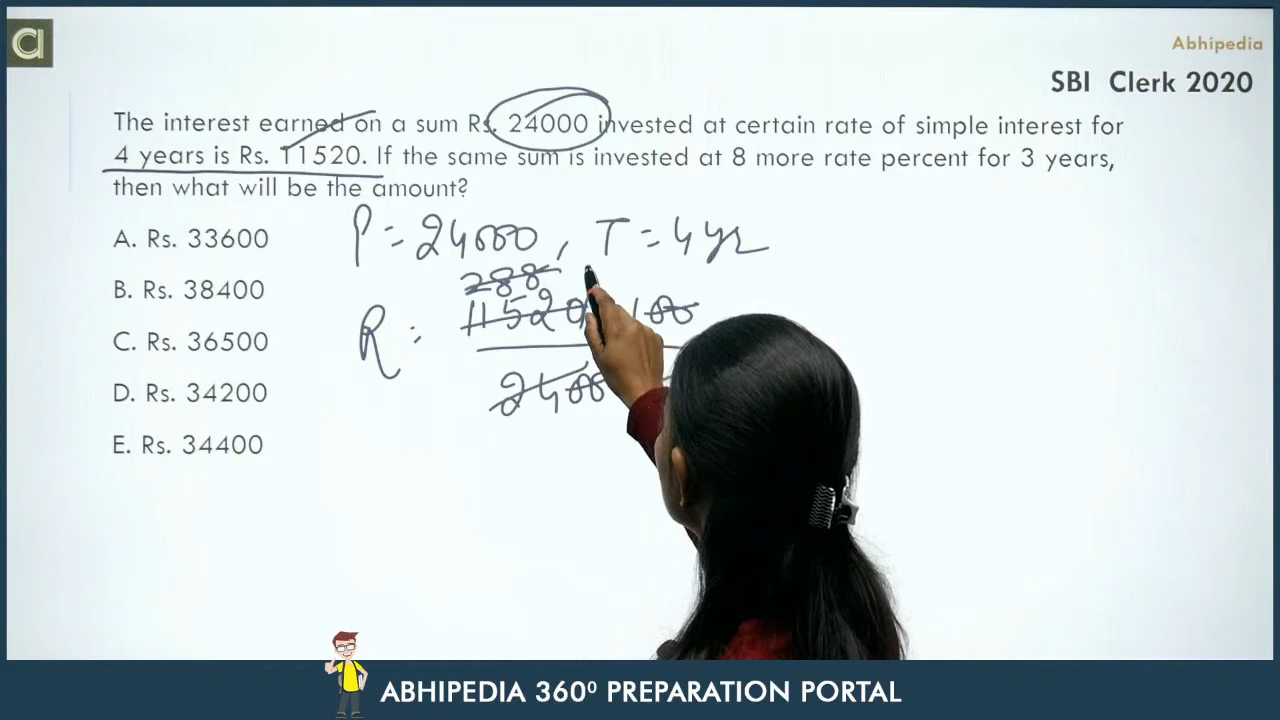 Abhipedia
SBI Clerk 2020
The interest earned on a sum Rs. 24000 invested at certain rate of simple interest for
4 years is Rs. 11520. If the same sum is invested at 8 more rate percent for 3 years,
then what will be the amount?
A. Rs. 33600
B. Rs. 38400
C. Rs. 36500
D. Rs. 34200
E. Rs. 34400
P = 24000, T = 4 yr
288
R = 11520 100
2400
ABHIPEDIA 360⁰ PREPARATION PORTAL